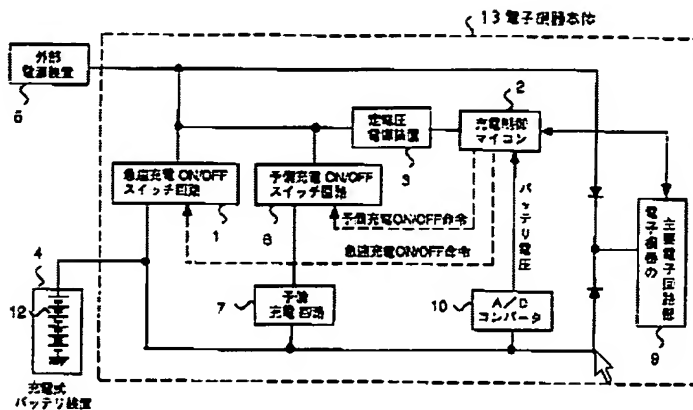 13 電子機器本体
外部
電源装置
6
2
定電圧
電源装置
3
充電制御
マイコン
急速充電ON/OFF
スイッチ回路
1
予備充電ON/OFF
スイッチ回路
8
予備充電ON/OFF命令
急速充電ON/OFF命令
バッテリ電圧
4
12
充電式
バッテリ装置
7
予備
充電回路
10
A/D
コンバータ
電子機器の
主要電子回路部
9